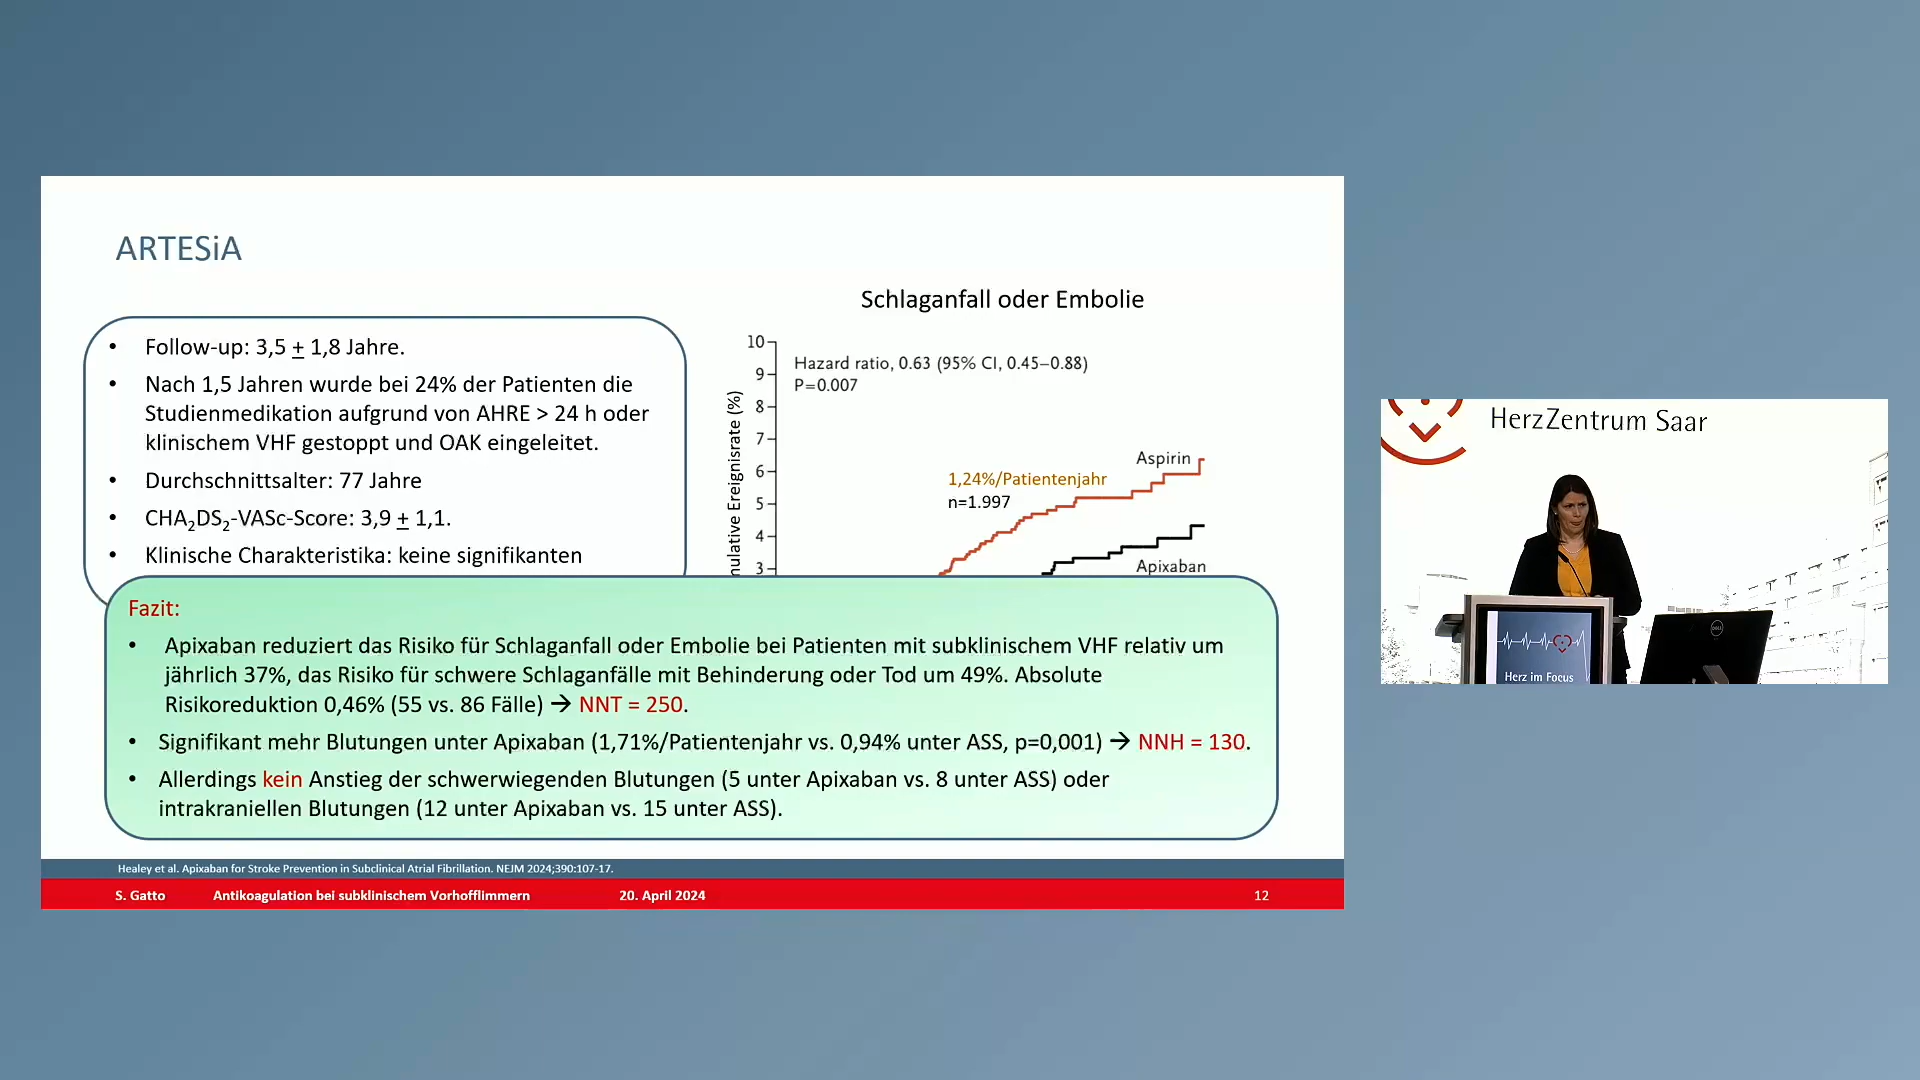 ARTESiA
• Follow-up: 3,5 ± 1,8 Jahre.
• Nach 1,5 Jahren wurde bei 24% der Patienten die
Studienmedikation aufgrund von AHRE > 24 h oder
klinischem VHF gestoppt und OAK eingeleitet.
• Durchschnittsalter: 77 Jahre
• CHA₂DS₂-VASc-Score: 3,9 ± 1,1.
• Klinische Charakteristika: keine signifikanten
Schlaganfall oder Embolie
10
9
8
7
6
5
4
3
Hazard ratio, 0.63 (95% CI, 0.45–0.88)
P=0.007
Ereignisrate (%)
Aspirin
1,24%/Patientenjahr
n=1.997
Apixaban
Fazit:
• Apixaban reduziert das Risiko für Schlaganfall oder Embolie bei Patienten mit subklinischem VHF relativ um
jährlich 37%, das Risiko für schwere Schlaganfälle mit Behinderung oder Tod um 49%. Absolute
Risikoreduktion 0,46% (55 vs. 86 Fälle) → NNT = 250.
• Signifikant mehr Blutungen unter Apixaban (1,71%/Patientenjahr vs. 0,94% unter ASS, p=0,001) → NNH = 130.
• Allerdings kein Anstieg der schwerwiegenden Blutungen (5 unter Apixaban vs. 8 unter ASS) oder
intrakraniellen Blutungen (12 unter Apixaban vs. 15 unter ASS).
Healey et al. Apixaban for Stroke Prevention in Subclinical Atrial Fibrillation. NEJM 2024;390:107-17.
S. Gatto Antikoagulation bei subklinischem Vorhofflimmern 20. April 2024 12
HerzZentrum Saar
DELL
Herz im Focus